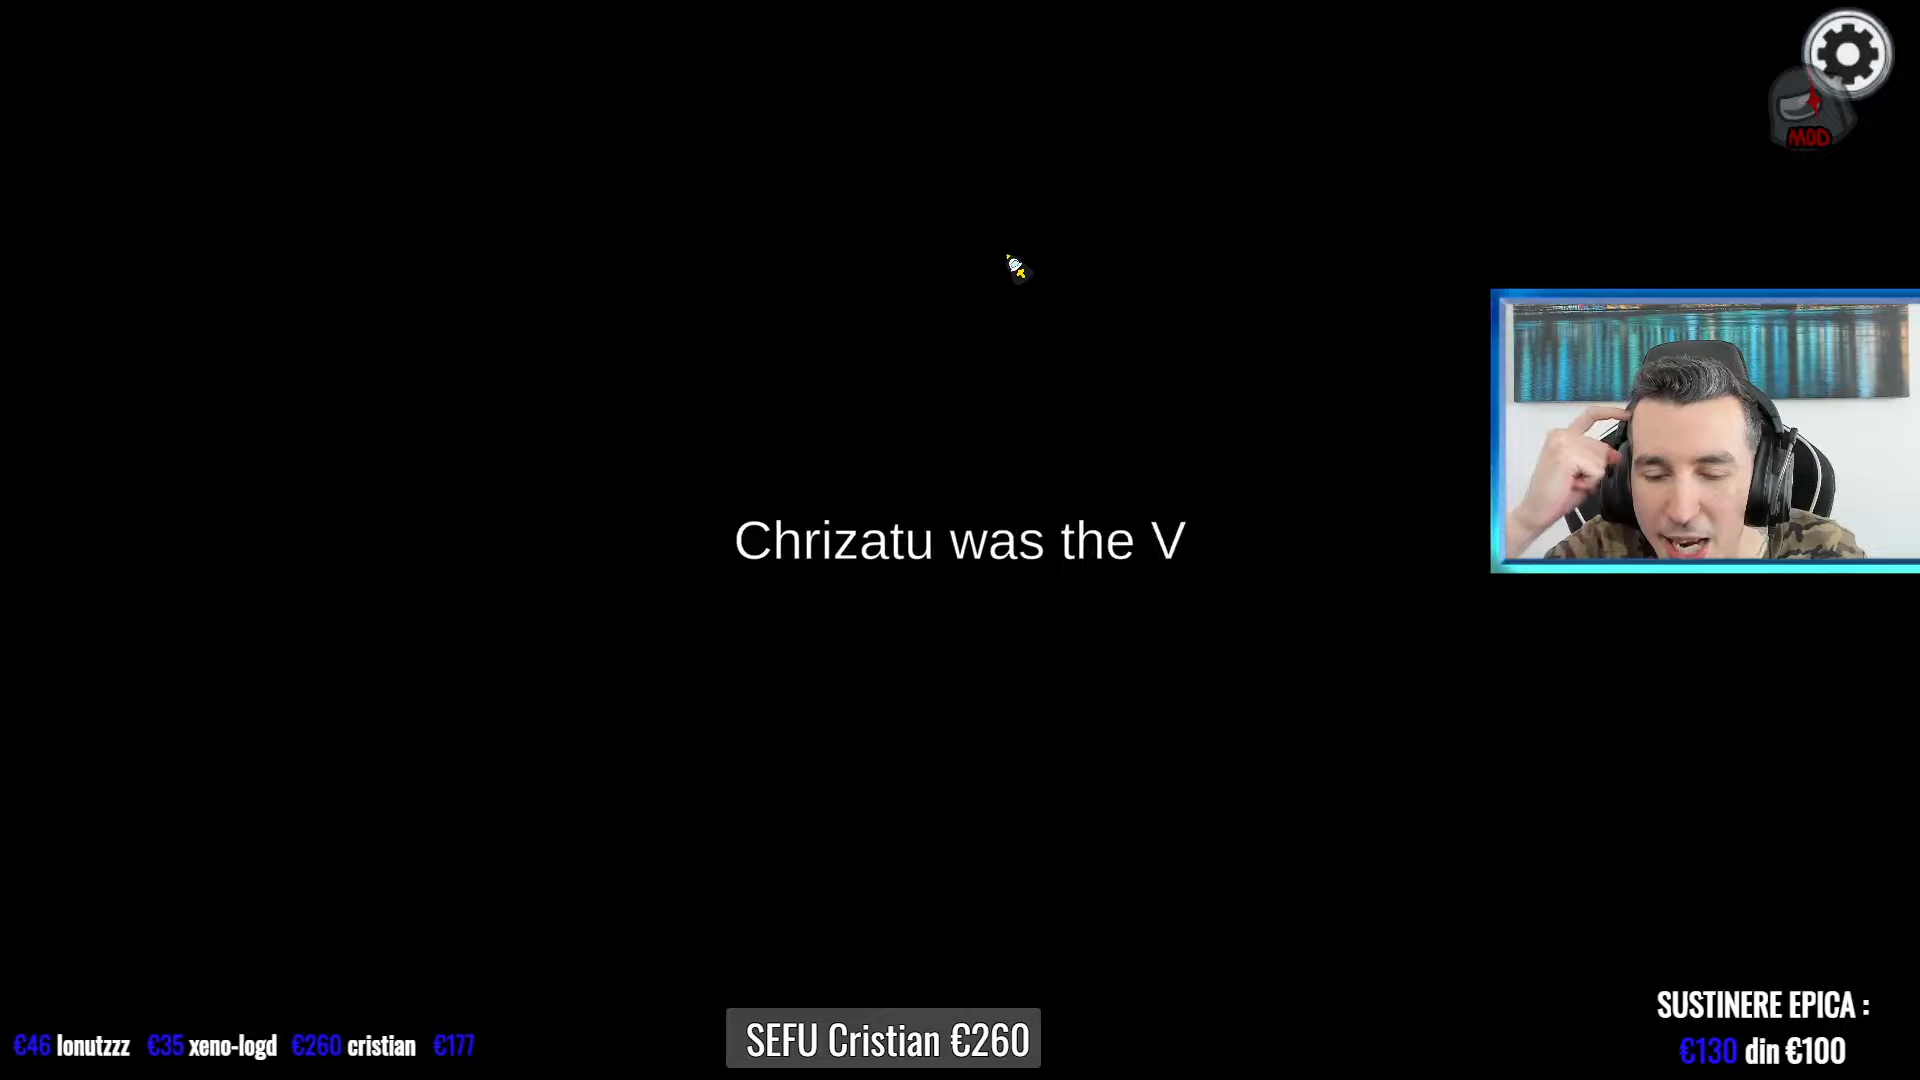 MOD
Chrizatu was the V
SUSTINERE EPICA :
€130 din €100
SEFU Cristian €260
€46 Ionutzzz €35 xeno-logd €260 cristian €177